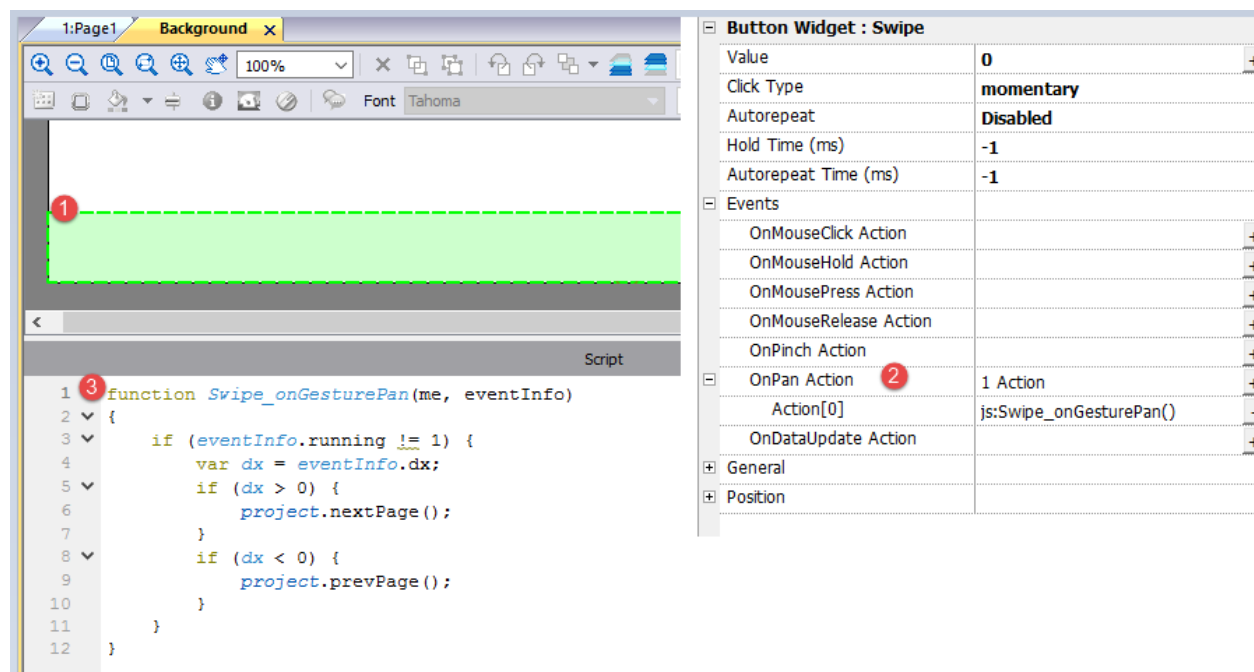 1:Page1 Background x
100%
Font Tahoma
1
Script
3
1 function Swipe_onGesturePan(me, eventInfo)
2 {
3 if (eventInfo.running != 1) {
4 var dx = eventInfo.dx;
5 if (dx > 0) {
6 project.nextPage();
7 }
8 if (dx < 0) {
9 project.prevPage();
10 }
11 }
12 }
Button Widget : Swipe
Value 0
Click Type momentary
Autorepeat Disabled
Hold Time (ms) -1
Autorepeat Time (ms) -1
Events
OnMouseClick Action
OnMouseHold Action
OnMousePress Action
OnMouseRelease Action
OnPinch Action
OnPan Action 2 1 Action
Action[0] js:Swipe_onGesturePan()
OnDataUpdate Action
General
Position